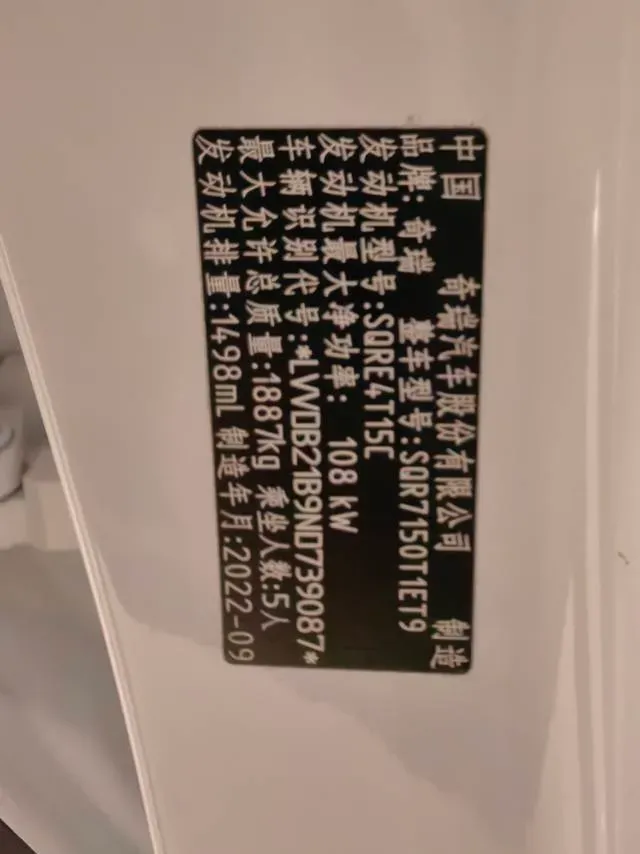 中国 奇瑞汽车股份有限公司 制造
品牌: 奇瑞 整车型号:SQR7150T1ET9
发动机型号:SQRE4T15C
发动机最大净功率: 108 kW
车辆识别代号:*LVVDB21B9ND739087*
最大允许总质量:1887kg 乘坐人数:5人
发动机排量:1498mL 制造年月:2022-09